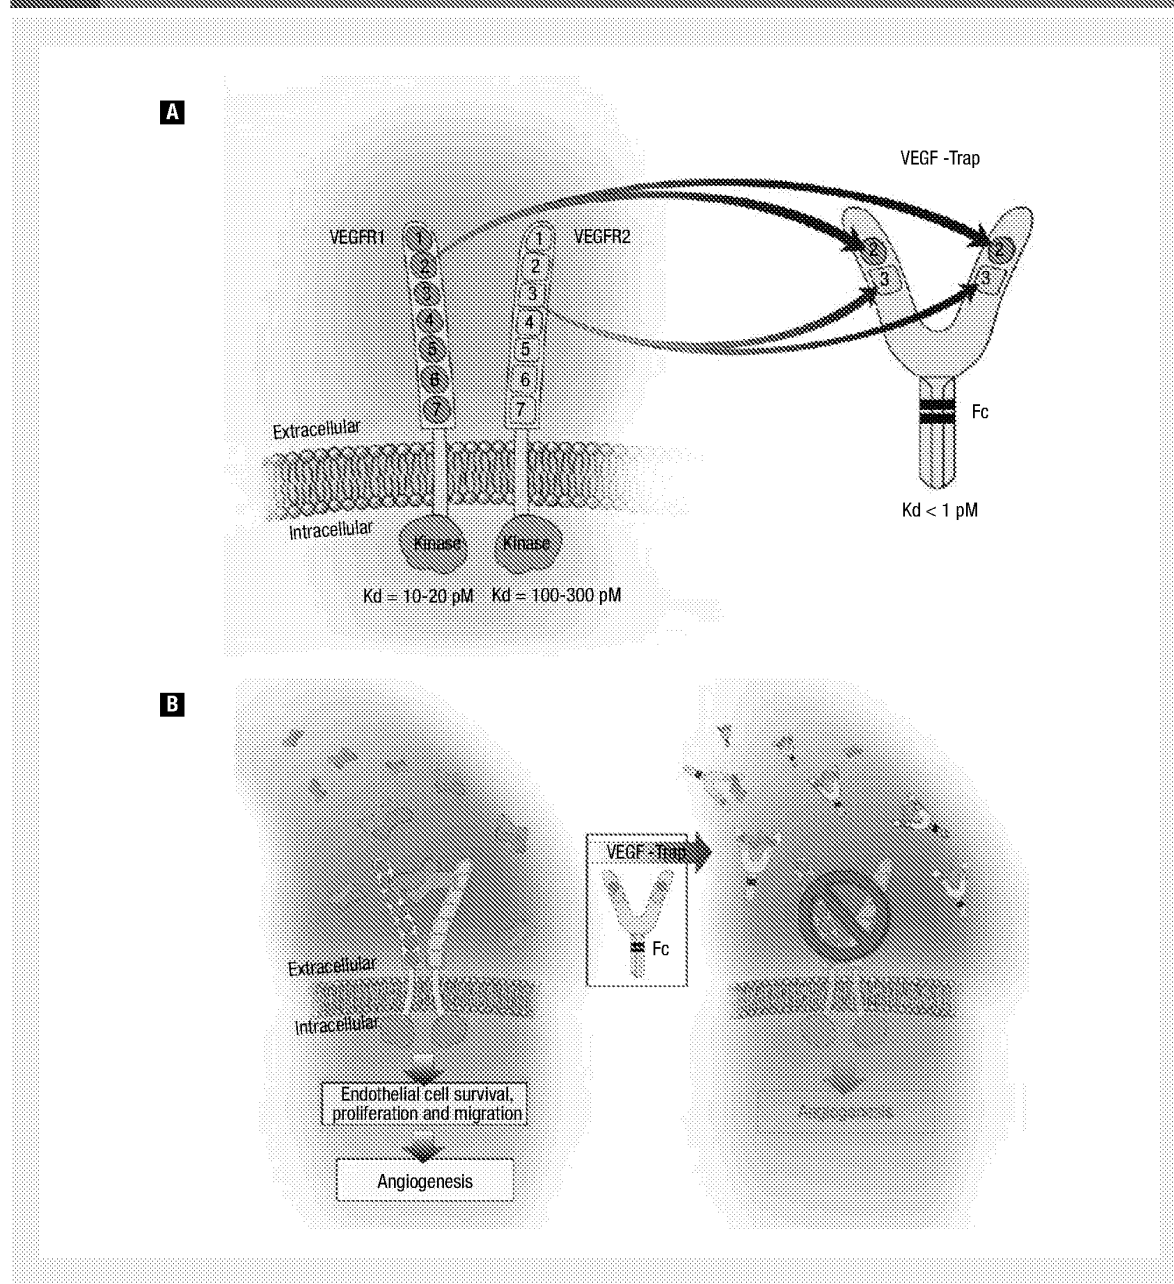 A
VEGF -Trap
VEGFR1
VEGFR2
1
1
2
2
3
3
4
4
5
5
6
6
7
7
2
2
3
3
Extracellular
Fc
Intracellular
Kinase
Kinase
Kd < 1 pM
Kd = 10-20 pM
Kd = 100-300 pM
B
VEGF -Trap
Fc
Extracellular
Intracellular
Endothelial cell survival,
proliferation and migration
Angiogenesis